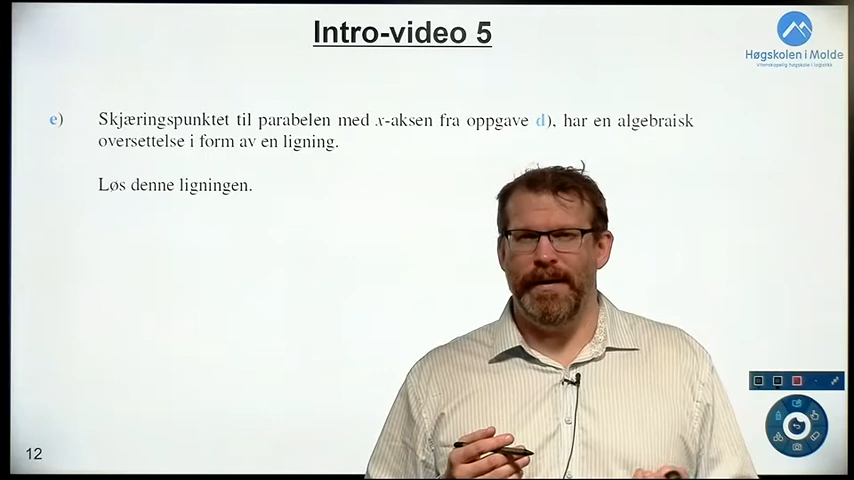 Intro-video 5
Høgskolen i Molde
Vitenskapelig høgskole i logistikk
e) Skjæringspunktet til parabelen med x-aksen fra oppgave d), har en algebraisk
oversettelse i form av en ligning.
Løs denne ligningen.
12